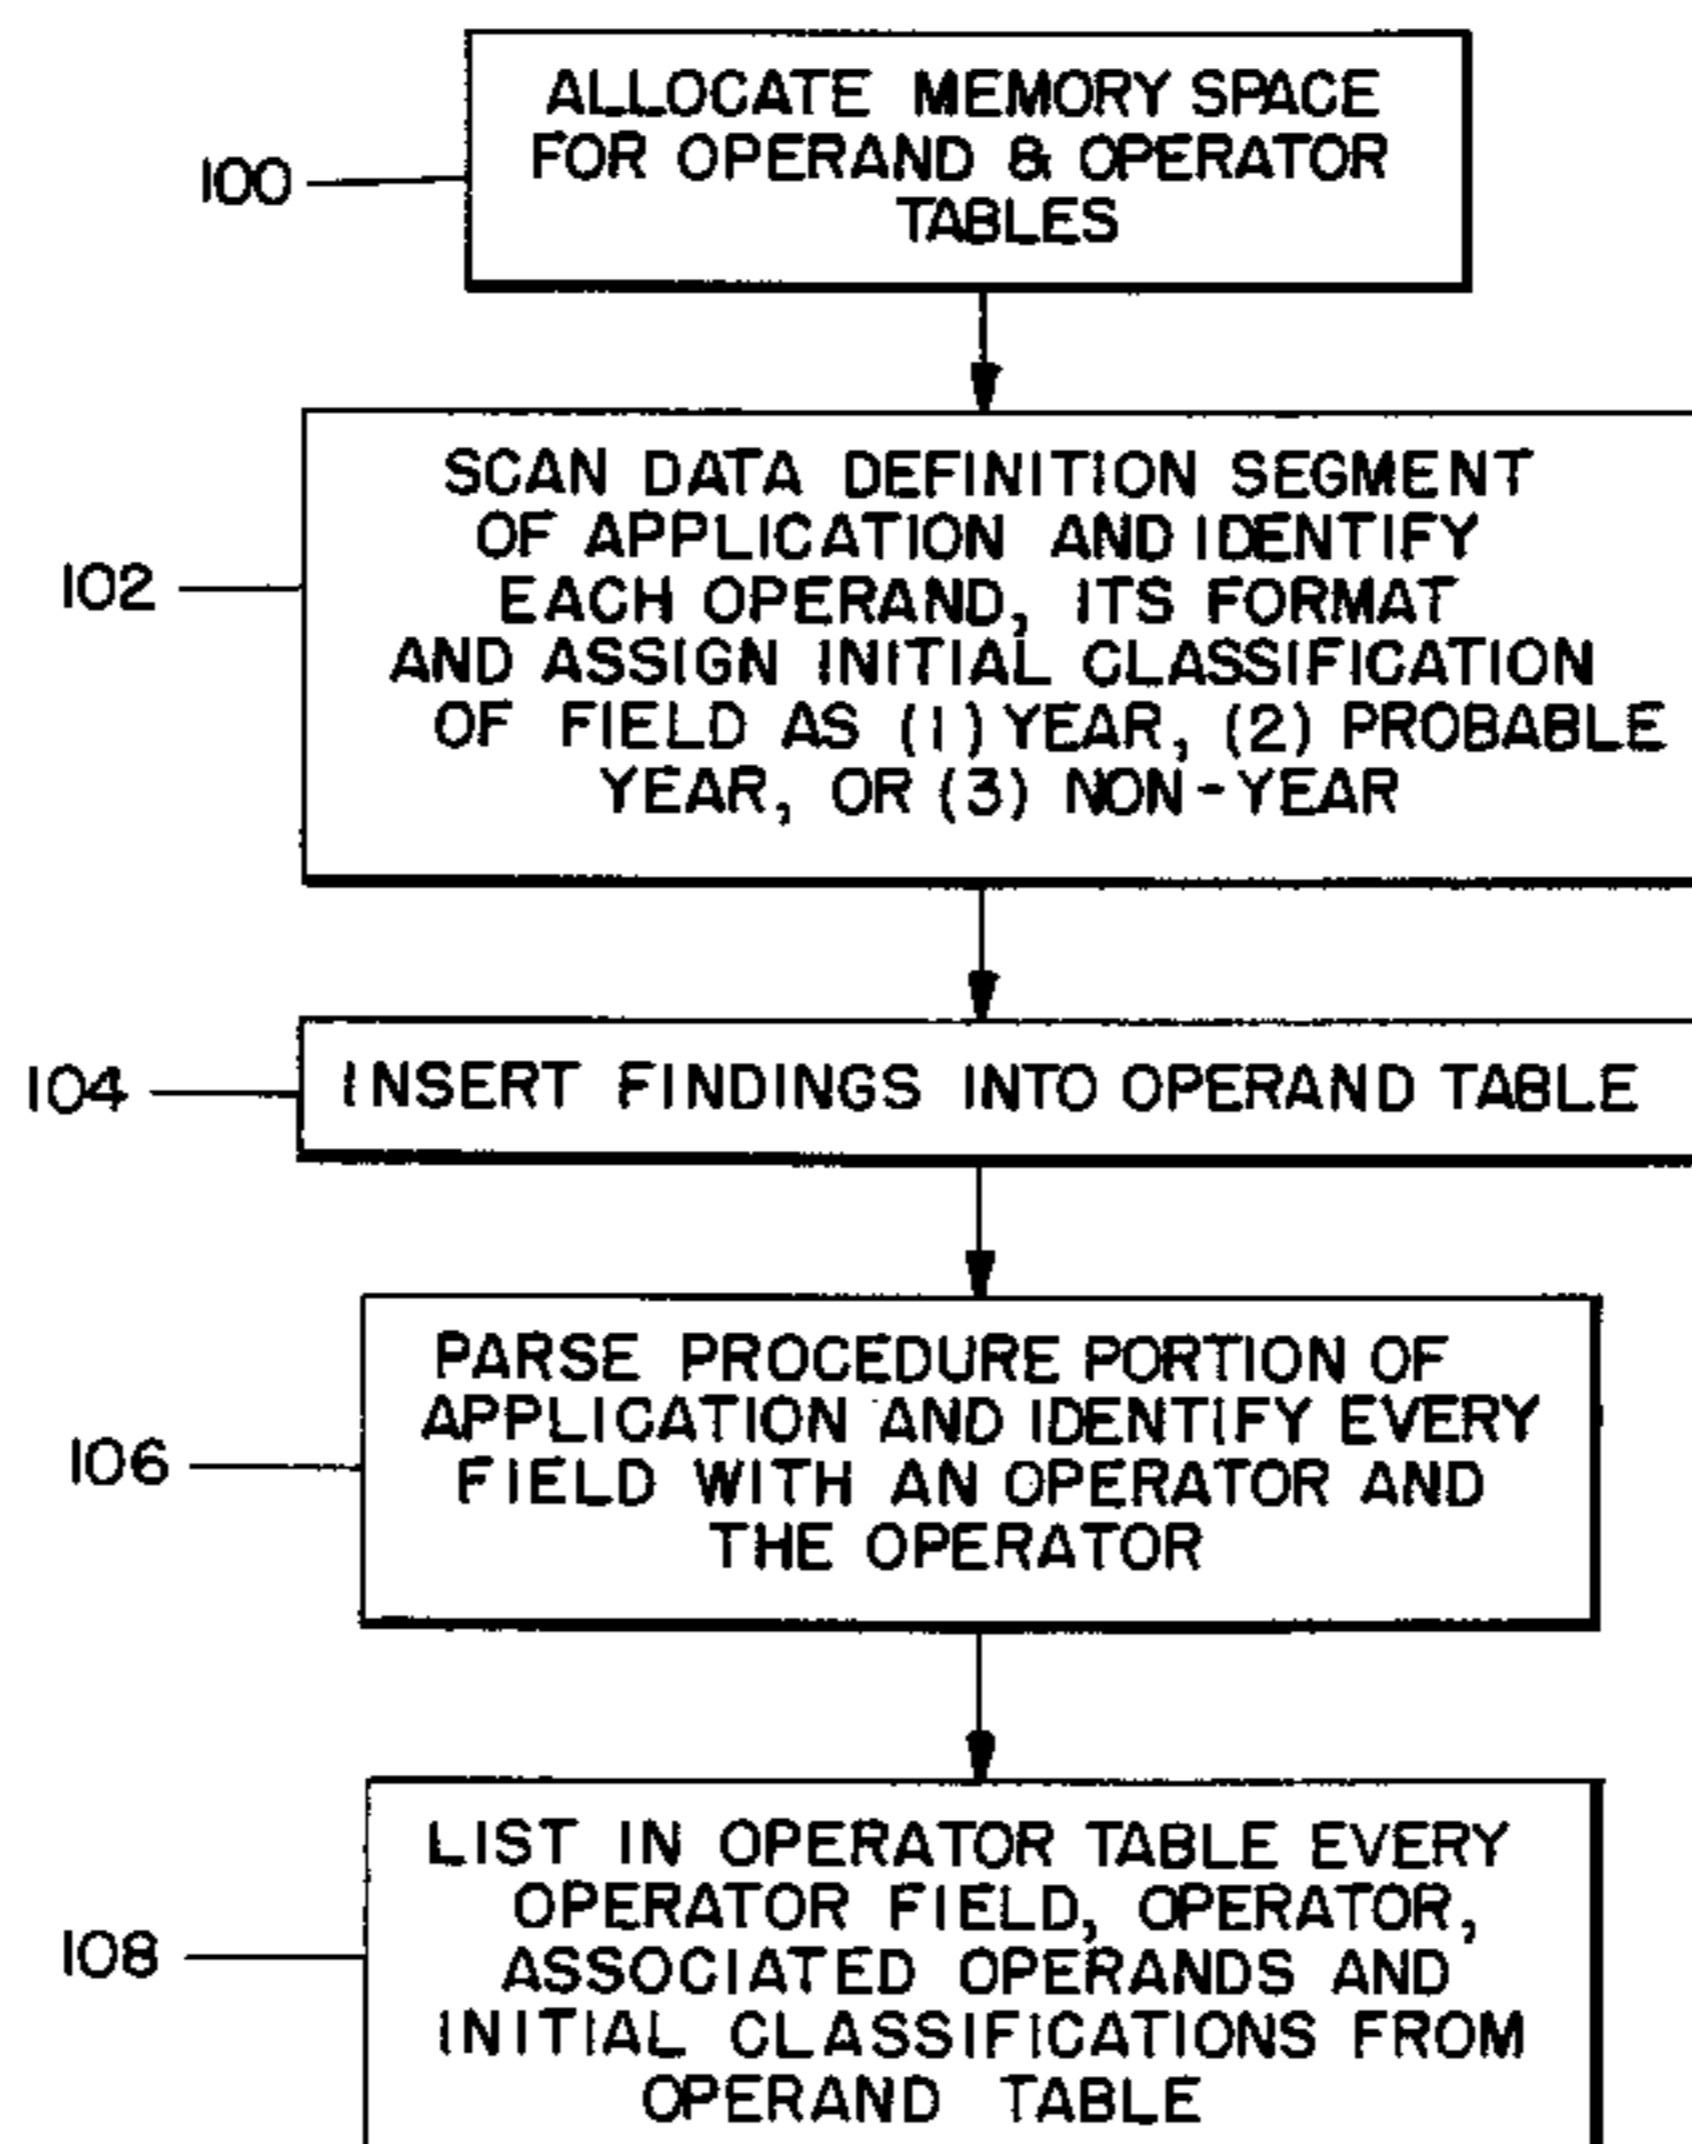 ALLOCATE MEMORY SPACE
FOR OPERAND & OPERATOR
TABLES
100
SCAN DATA DEFINITION SEGMENT
OF APPLICATION AND IDENTIFY
EACH OPERAND, ITS FORMAT
AND ASSIGN INITIAL CLASSIFICATION
OF FIELD AS (1) YEAR, (2) PROBABLE
YEAR, OR (3) NON-YEAR
102
104
INSERT FINDINGS INTO OPERAND TABLE
PARSE PROCEDURE PORTION OF
APPLICATION AND IDENTIFY EVERY
FIELD WITH AN OPERATOR AND
THE OPERATOR
106
LIST IN OPERATOR TABLE EVERY
OPERATOR FIELD, OPERATOR,
ASSOCIATED OPERANDS AND
INITIAL CLASSIFICATIONS FROM
OPERAND TABLE
108